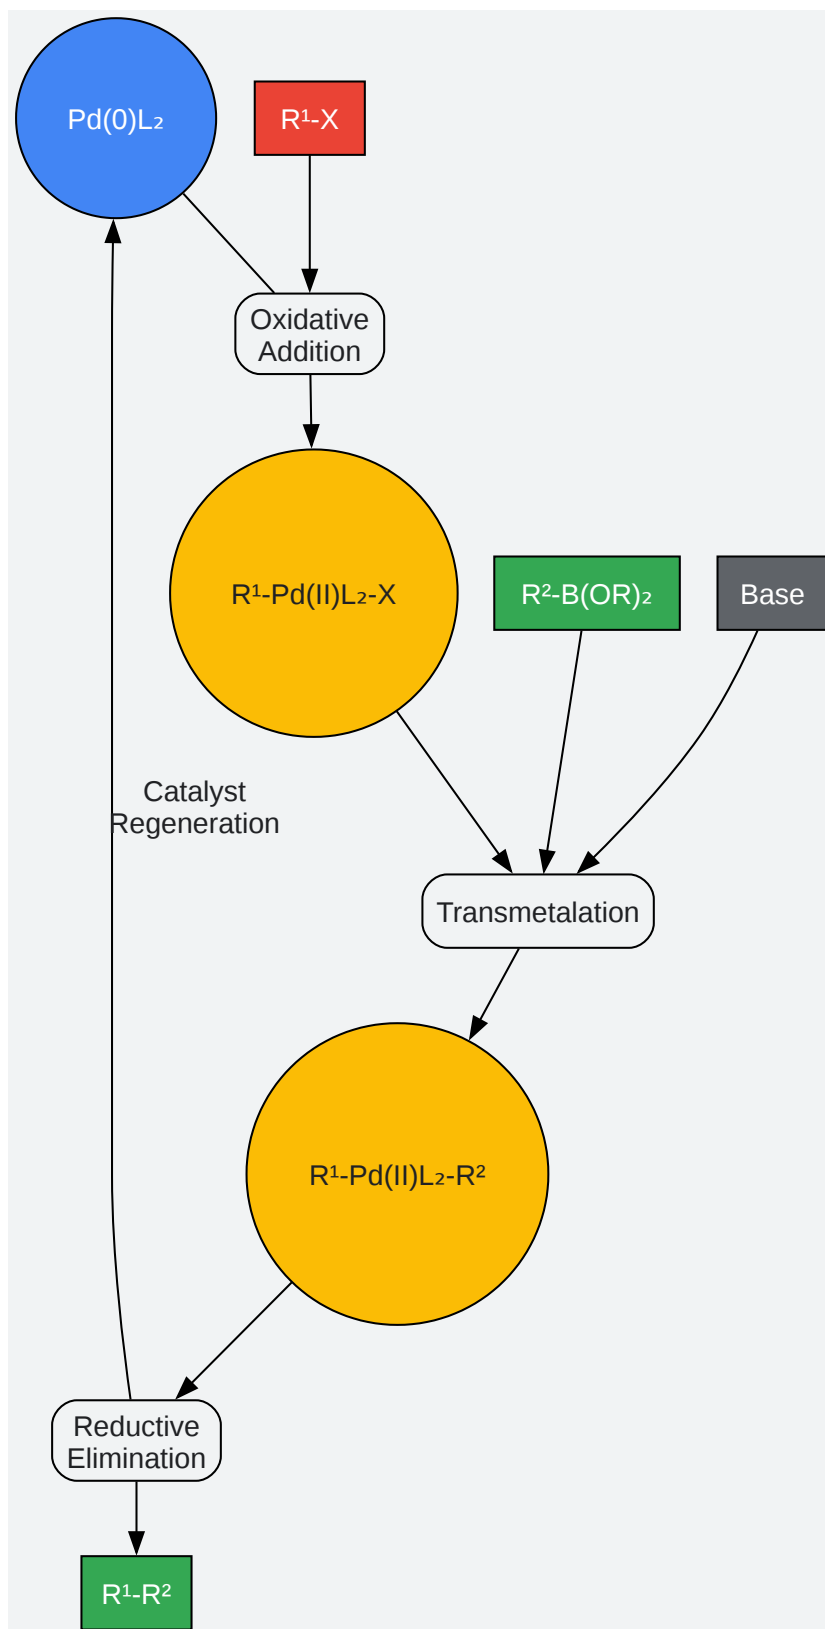 Pd(0)L₂
R¹-X
Oxidative
Addition
R¹-Pd(II)L₂-X
R²-B(OR)₂
Base
Catalyst
Regeneration
Transmetalation
R¹-Pd(II)L₂-R²
Reductive
Elimination
R¹-R²